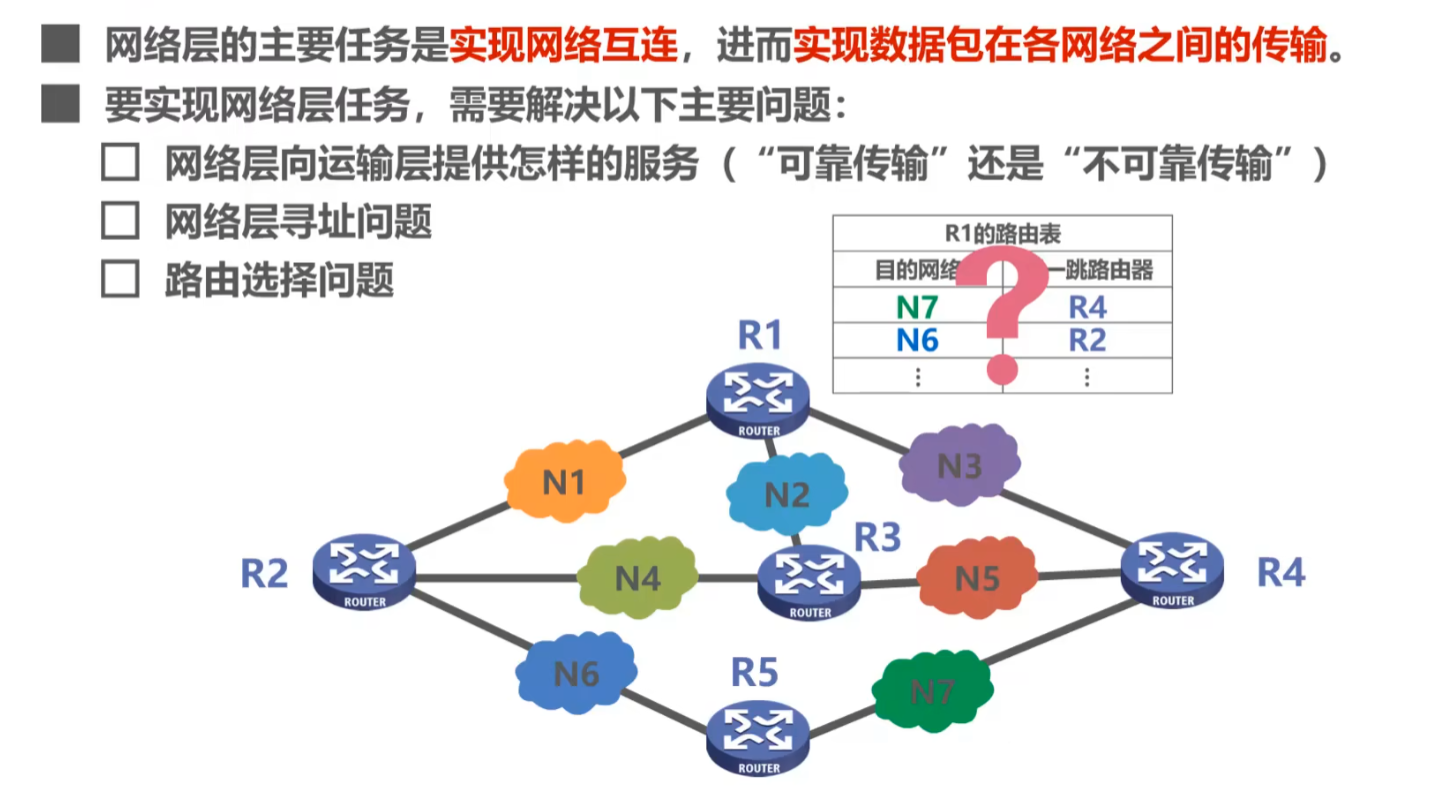 网络层的主要任务是实现网络互连，进而实现数据包在各网络之间的传输。
要实现网络层任务，需要解决以下主要问题：
网络层向运输层提供怎样的服务（“可靠传输”还是“不可靠传输”）
网络层寻址问题
路由选择问题
R1的路由表
目的网络 一跳路由器
N7 R4
N6 R2
⋮ ⋮
?
R1
ROUTER
N1
N2
N3
R2
ROUTER
N4
R3
ROUTER
N5
R4
ROUTER
N6
R5
ROUTER
N7